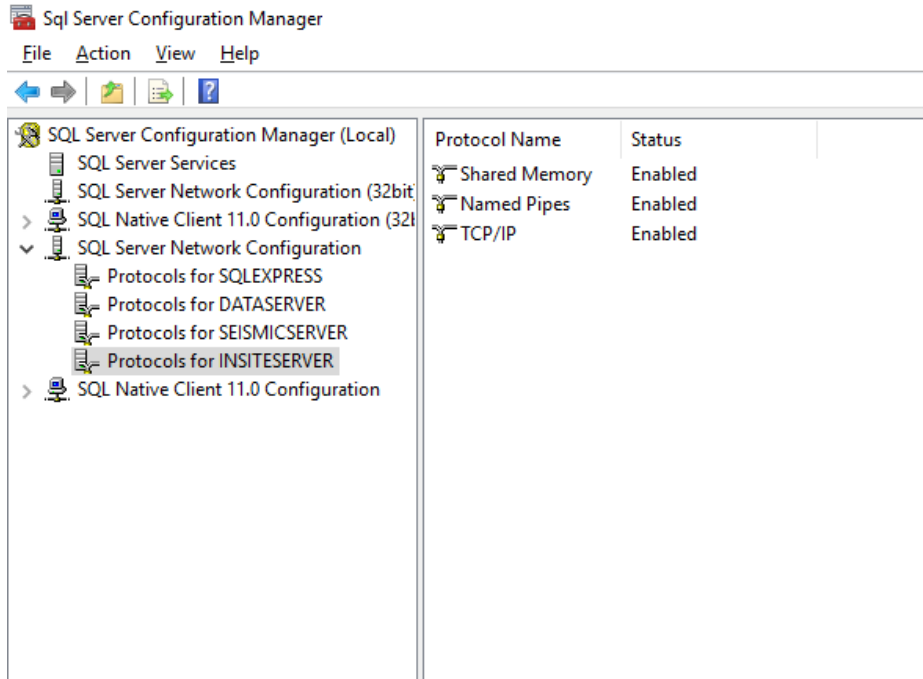 Sql Server Configuration Manager
File Action View Help
SQL Server Configuration Manager (Local)
SQL Server Services
SQL Server Network Configuration (32bit
SQL Native Client 11.0 Configuration (32b
SQL Server Network Configuration
Protocols for SQLEXPRESS
Protocols for DATASERVER
Protocols for SEISMICSERVER
Protocols for INSITESERVER
SQL Native Client 11.0 Configuration
Protocol Name Status
Shared Memory Enabled
Named Pipes Enabled
TCP/IP Enabled